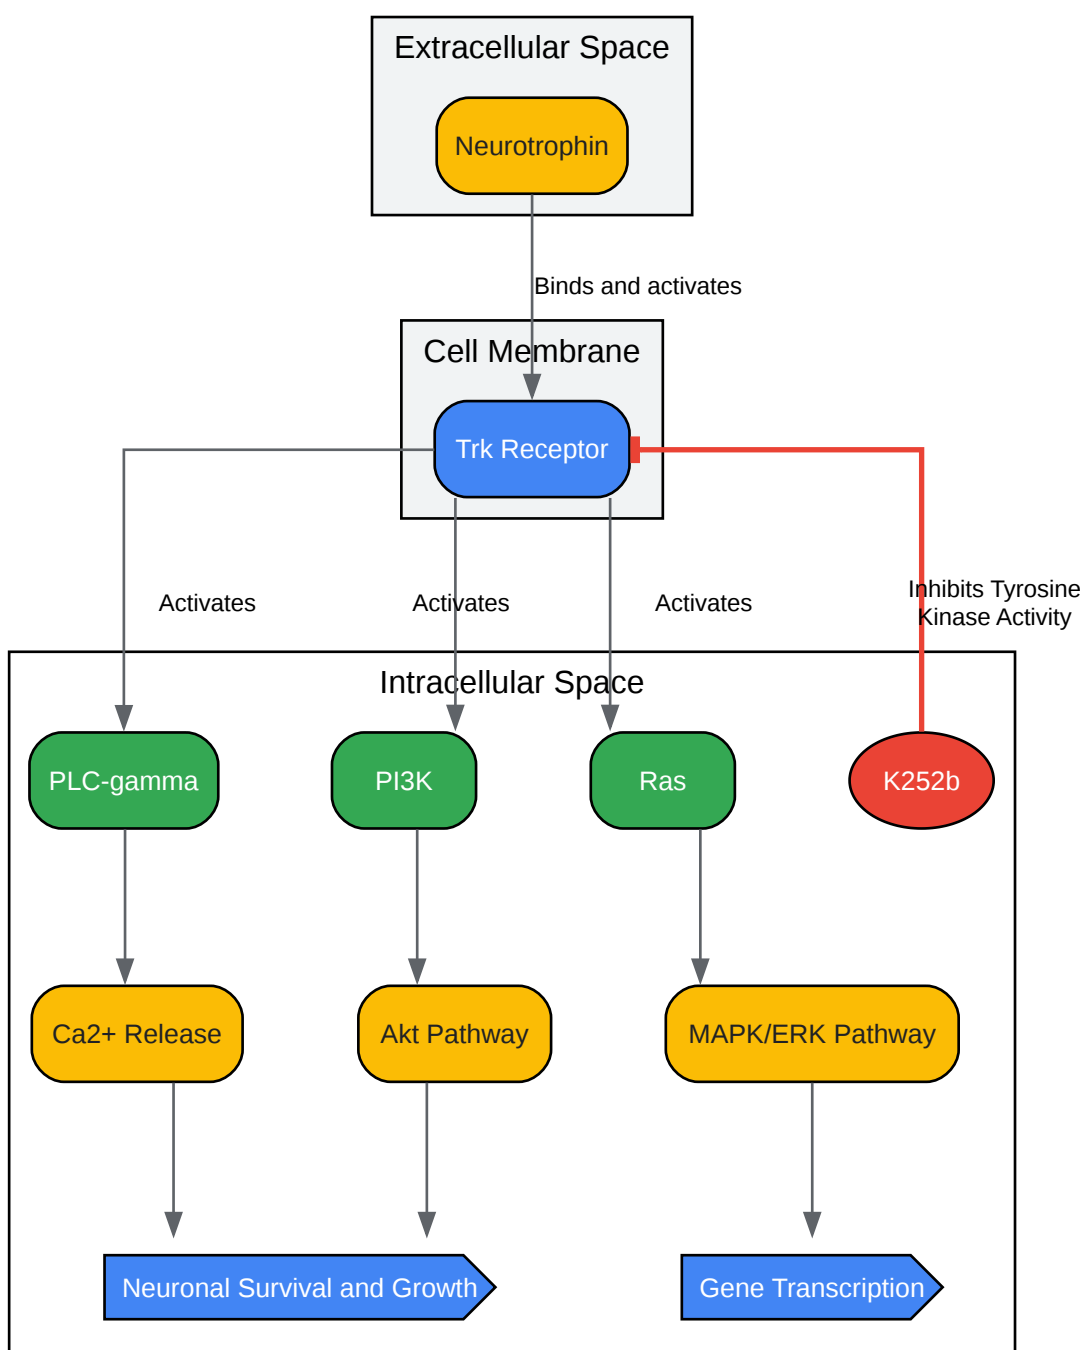 Extracellular Space
Neurotrophin
Binds and activates
Cell Membrane
Trk Receptor
Activates
Activates
Activates
Inhibits Tyrosine
Kinase Activity
Intracellular Space
PLC-gamma
PI3K
Ras
K252b
Ca2+ Release
Akt Pathway
MAPK/ERK Pathway
Neuronal Survival and Growth
Gene Transcription